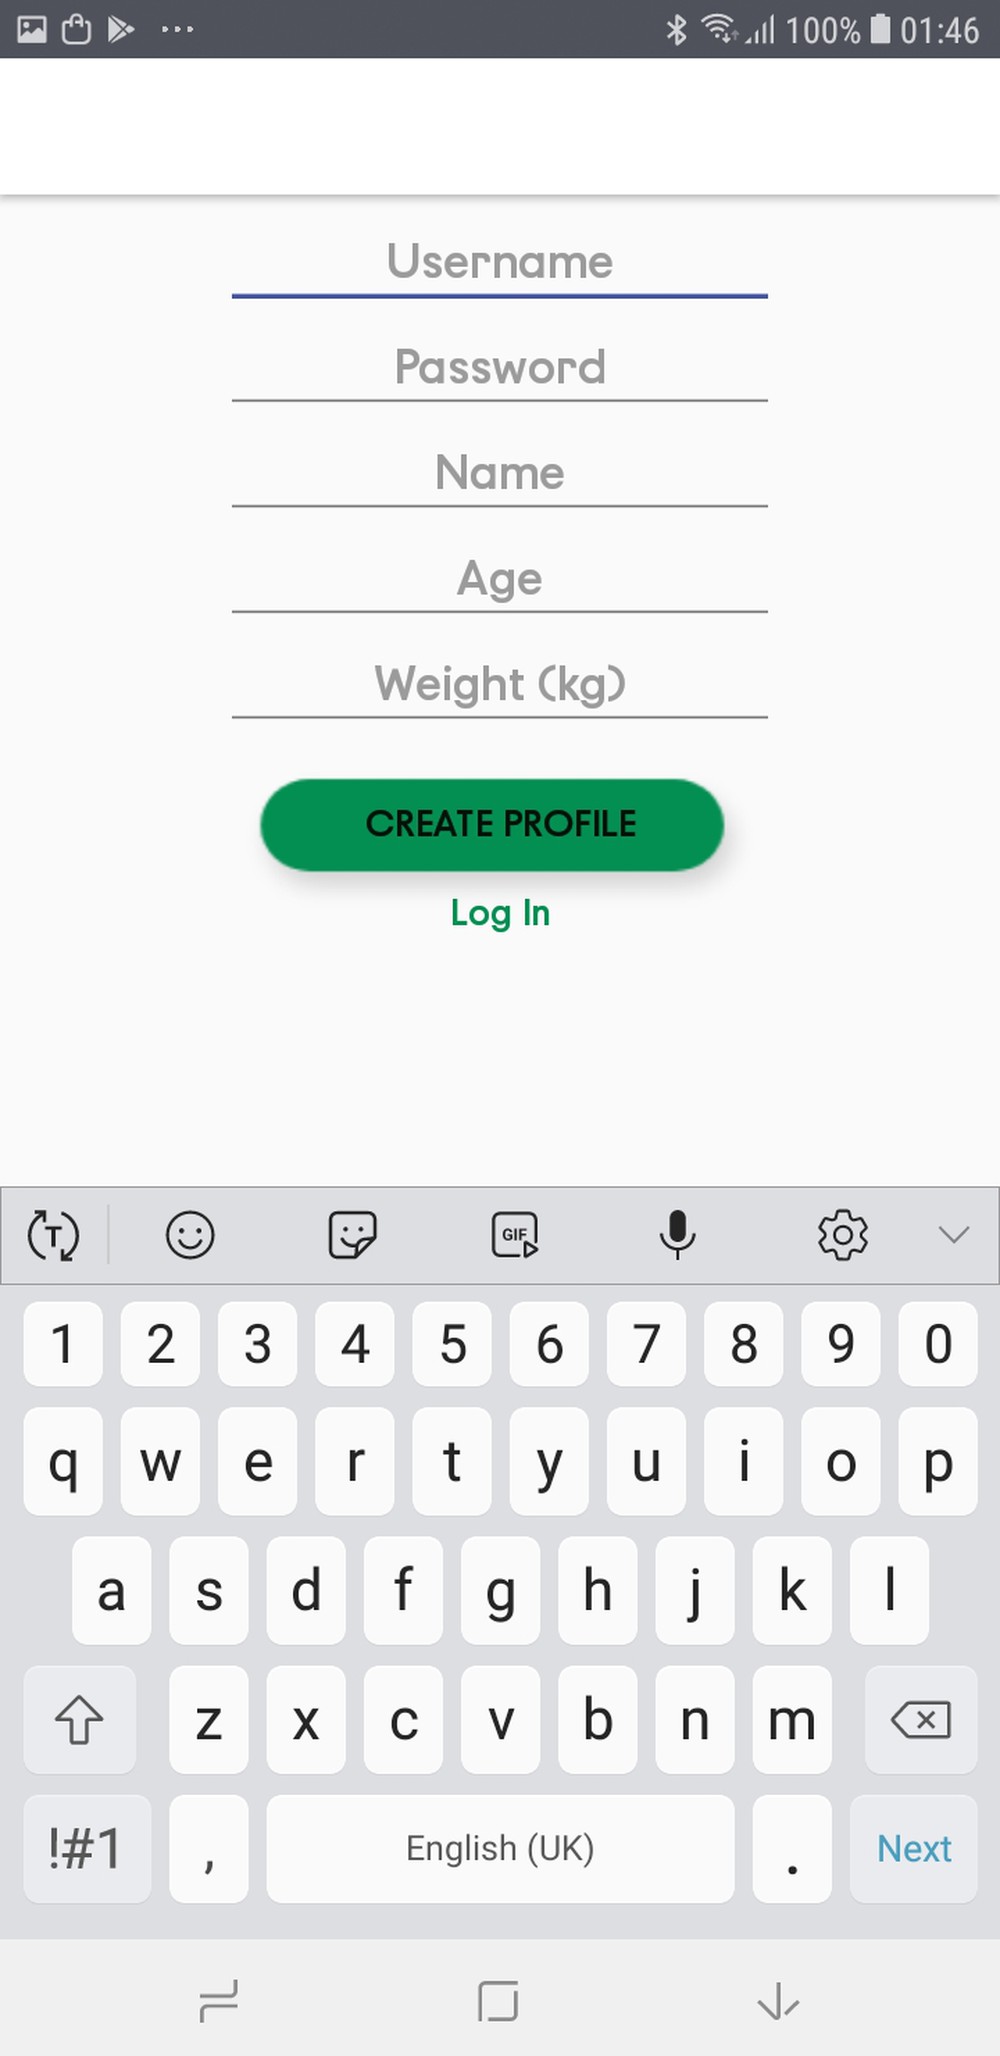 100% 01:46
Username
Password
Name
Age
Weight (kg)
CREATE PROFILE
Log In
T GIF
1 2 3 4 5 6 7 8 9 0
q w e r t y u i o p
a s d f g h j k l
z x c v b n m
!#1 , English (UK) . Next